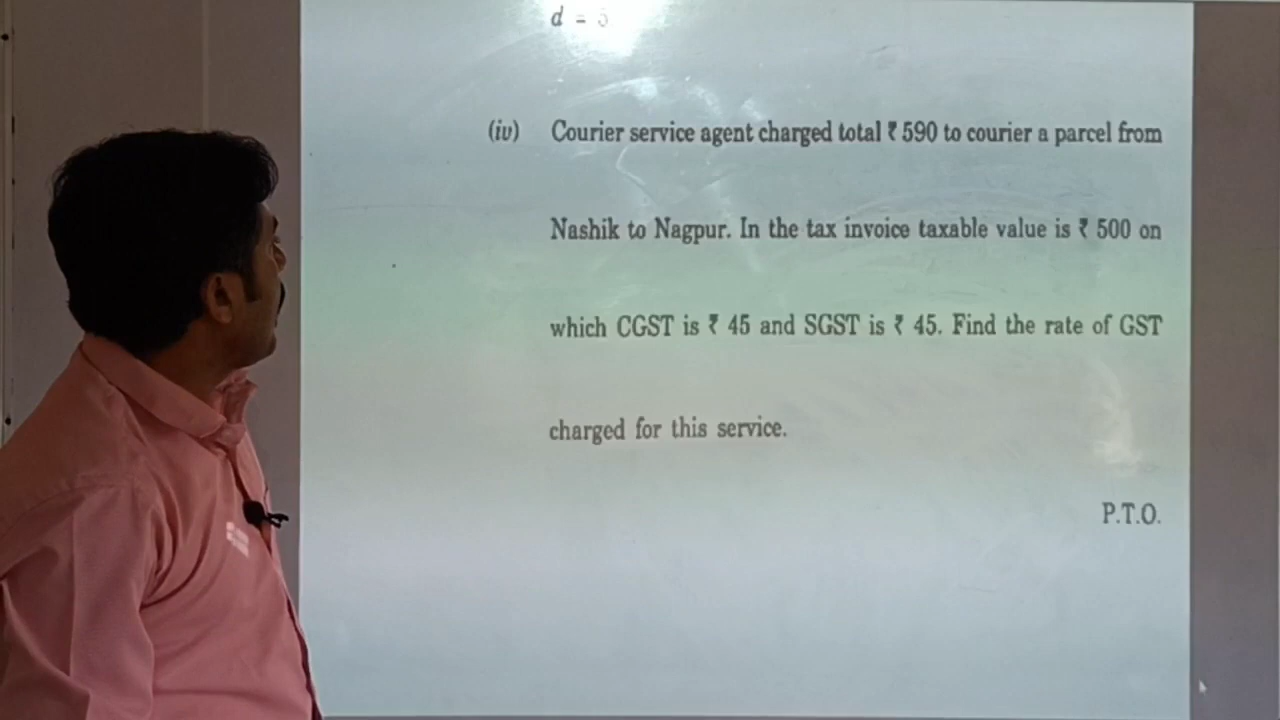 d = 5
(iv) Courier service agent charged total ₹ 590 to courier a parcel from
Nashik to Nagpur. In the tax invoice taxable value is ₹ 500 on
which CGST is ₹ 45 and SGST is ₹ 45. Find the rate of GST
charged for this service.
P.T.O.